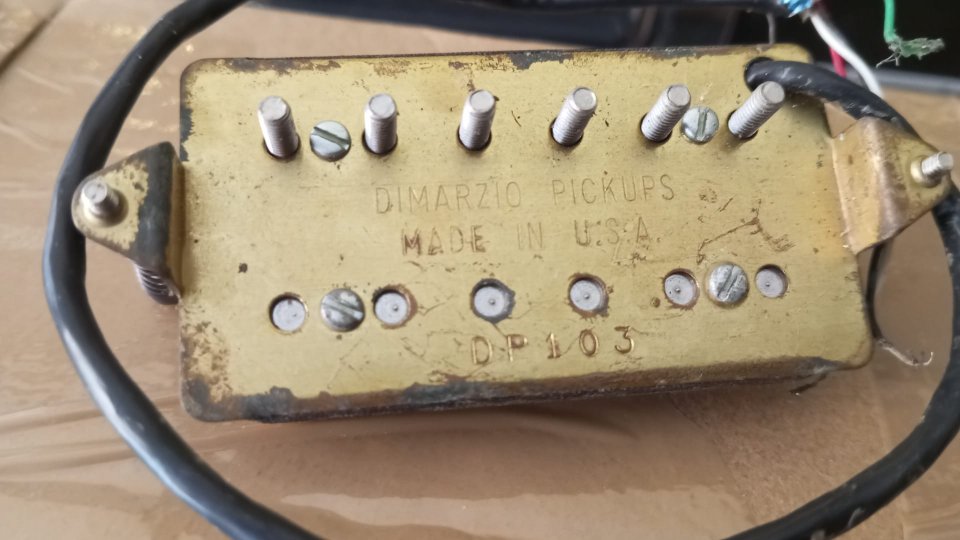 DIMARZIO PICKUPS
MADE IN U.S.A.
DP103